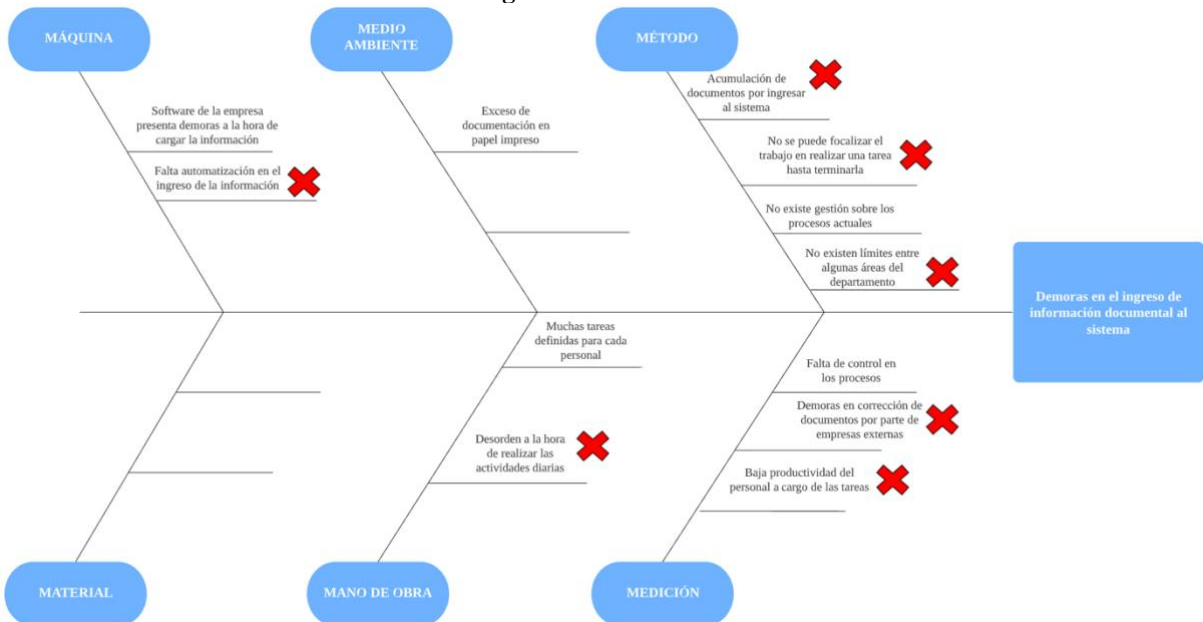 MÁQUINA
MEDIO
AMBIENTE
MÉTODO
Software de la empresa
presenta demoras a la hora de
cargar la información
Falta automatización en el
ingreso de la información
Exceso de
documentación en
papel impreso
Acumulación de
documentos por ingresar
al sistema
No se puede focalizar el
trabajo en realizar una tarea
hasta terminarla
No existe gestión sobre los
procesos actuales
No existen límites entre
algunas áreas del
departamento
Demoras en el ingreso de
información documental al
sistema
Muchas tareas
definidas para cada
personal
Desorden a la hora
de realizar las
actividades diarias
Falta de control en
los procesos
Demoras en corrección de
documentos por parte de
empresas externas
Baja productividad del
personal a cargo de las tareas
MATERIAL
MANO DE OBRA
MEDICIÓN